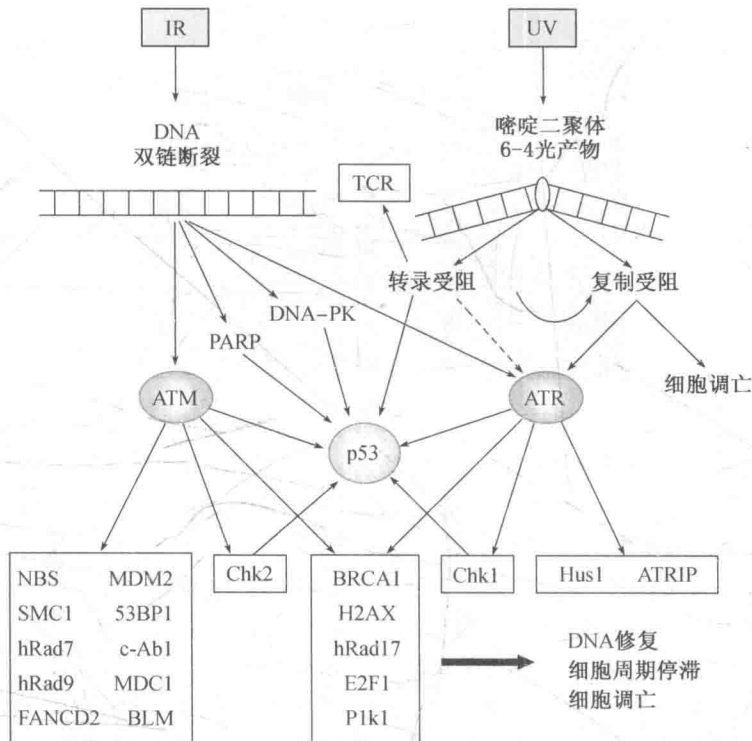 IR
UV
DNA
双链断裂
嘧啶二聚体
6-4光产物
TCR
转录受阻
复制受阻
DNA-PK
PARP
细胞调亡
ATM
ATR
p53
NBS MDM2
SMC1 53BP1
hRad7 c-Ab1
hRad9 MDC1
FANCD2 BLM
Chk2
BRCA1
H2AX
hRad17
E2F1
P1k1
Chk1
Hus1 ATRIP
DNA修复
细胞周期停滞
细胞调亡